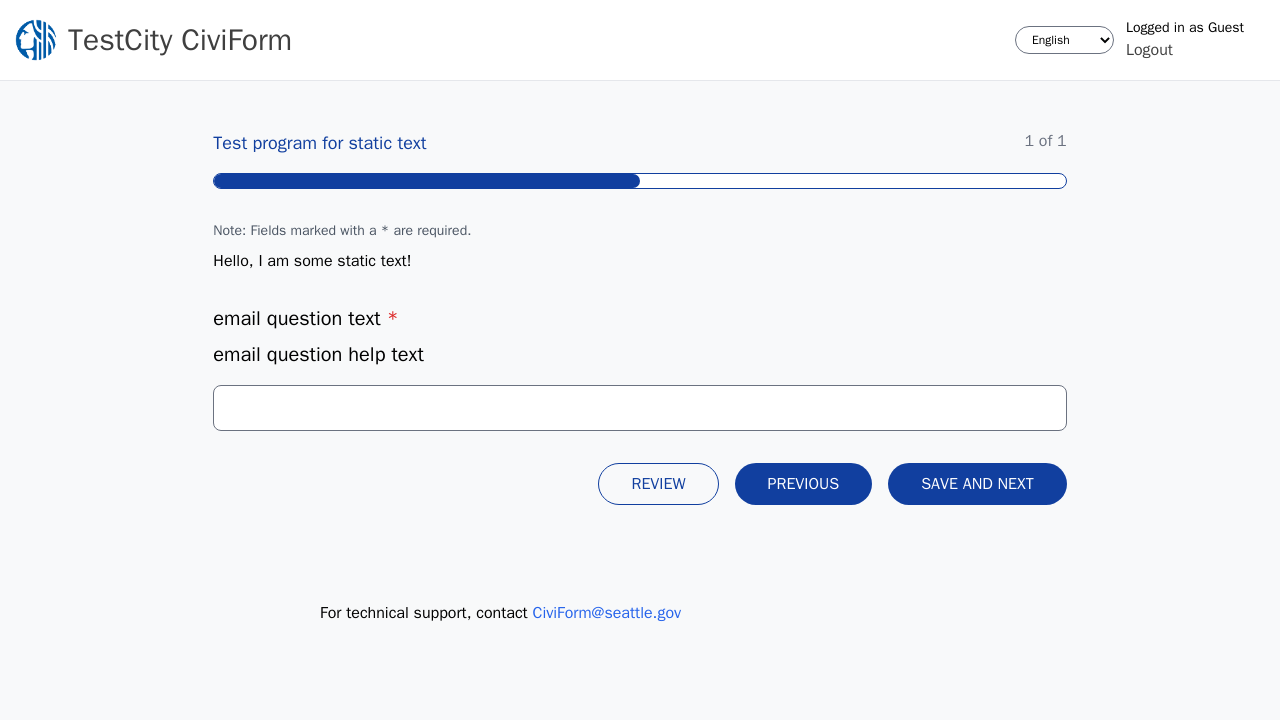 TestCity CiviForm
English
Logged in as Guest
Logout
Test program for static text
1 of 1
Note: Fields marked with a * are required.
Hello, I am some static text!
email question text *
email question help text
REVIEW
PREVIOUS
SAVE AND NEXT
For technical support, contact CiviForm@seattle.gov